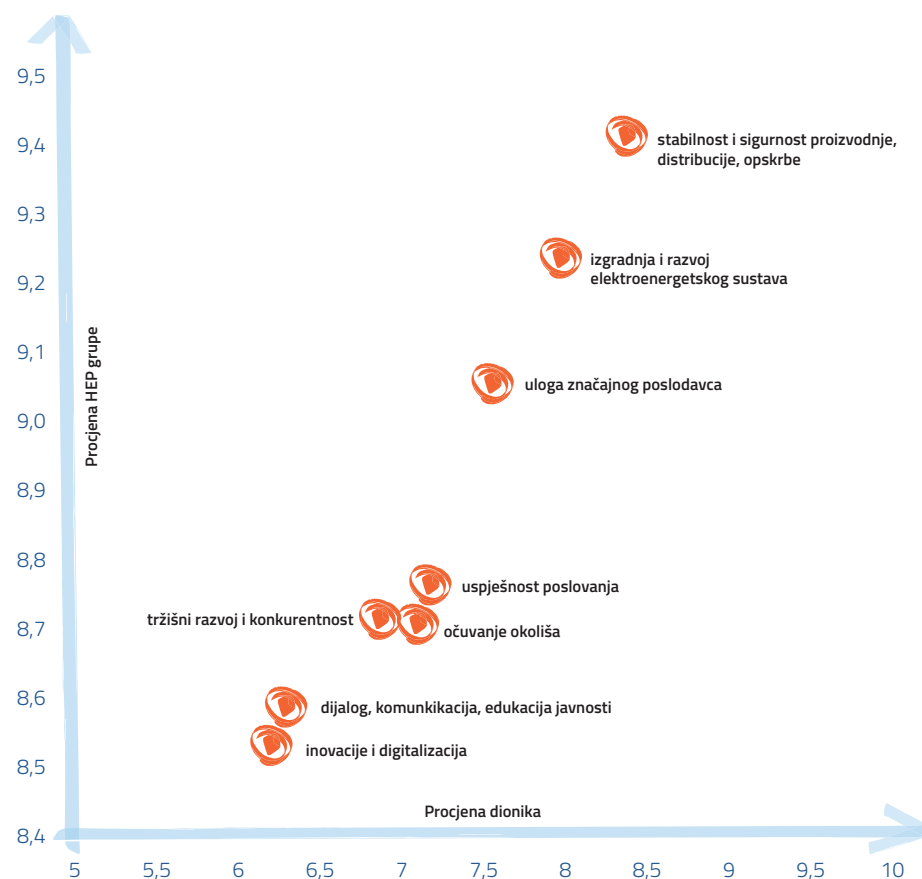 9,5
9,4
9,3
9,2
9,1
9,0
8,9
8,8
8,7
8,6
8,5
8,4
Procjena HEP grupe
stabilnost i sigurnost proizvodnje,
distribucije, opskrbe
izgradnja i razvoj
elektroenergetskog sustava
uloga značajnog poslodavca
uspješnost poslovanja
tržišni razvoj i konkurentnost
očuvanje okoliša
dijalog, komunkikacija, edukacija javnosti
inovacije i digitalizacija
Procjena dionika
5 5,5 6 6,5 7 7,5 8 8,5 9 9,5 10